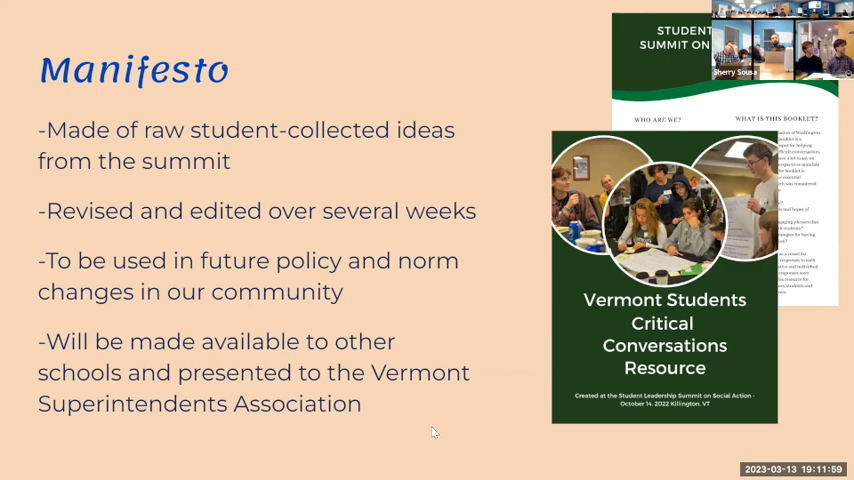 Manifesto
-Made of raw student-collected ideas
from the summit
-Revised and edited over several weeks
-To be used in future policy and norm
changes in our community
-Will be made available to other
schools and presented to the Vermont
Superintendents Association
STUDENT
SUMMIT ON
Sherry Sousa
WHO ARE WE?
WHAT IS THIS BOOKLET?
Vermont Students
Critical
Conversations
Resource
Created at the Student Leadership Summit on Social Action -
October 14, 2022 Killington, VT
2023-03-13 19:11:59